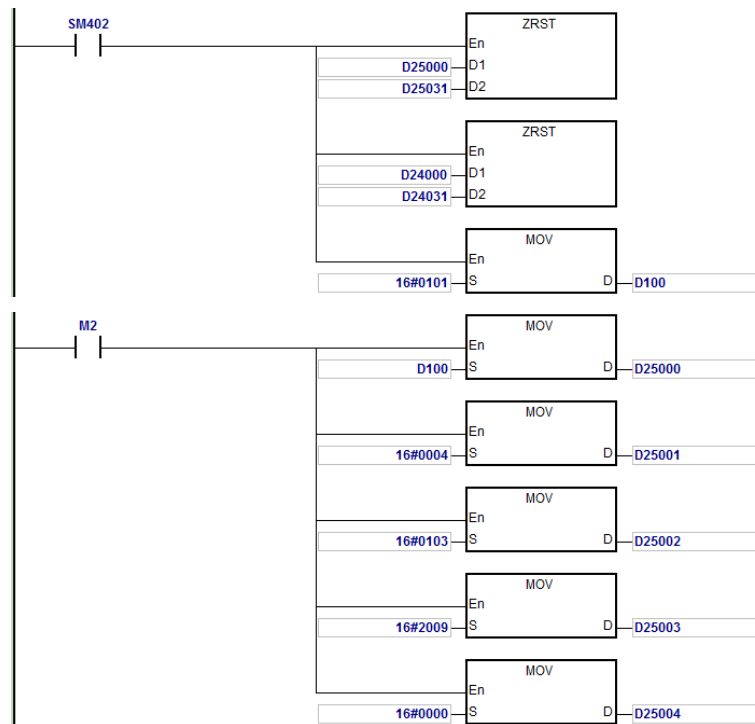 SM402
ZRST
En
D25000 D1
D25031 D2
ZRST
En
D24000 D1
D24031 D2
MOV
En
16#0101 S D D100
M2
MOV
En
D100 S D D25000
MOV
En
16#0004 S D D25001
MOV
En
16#0103 S D D25002
MOV
En
16#2009 S D D25003
MOV
En
16#0000 S D D25004